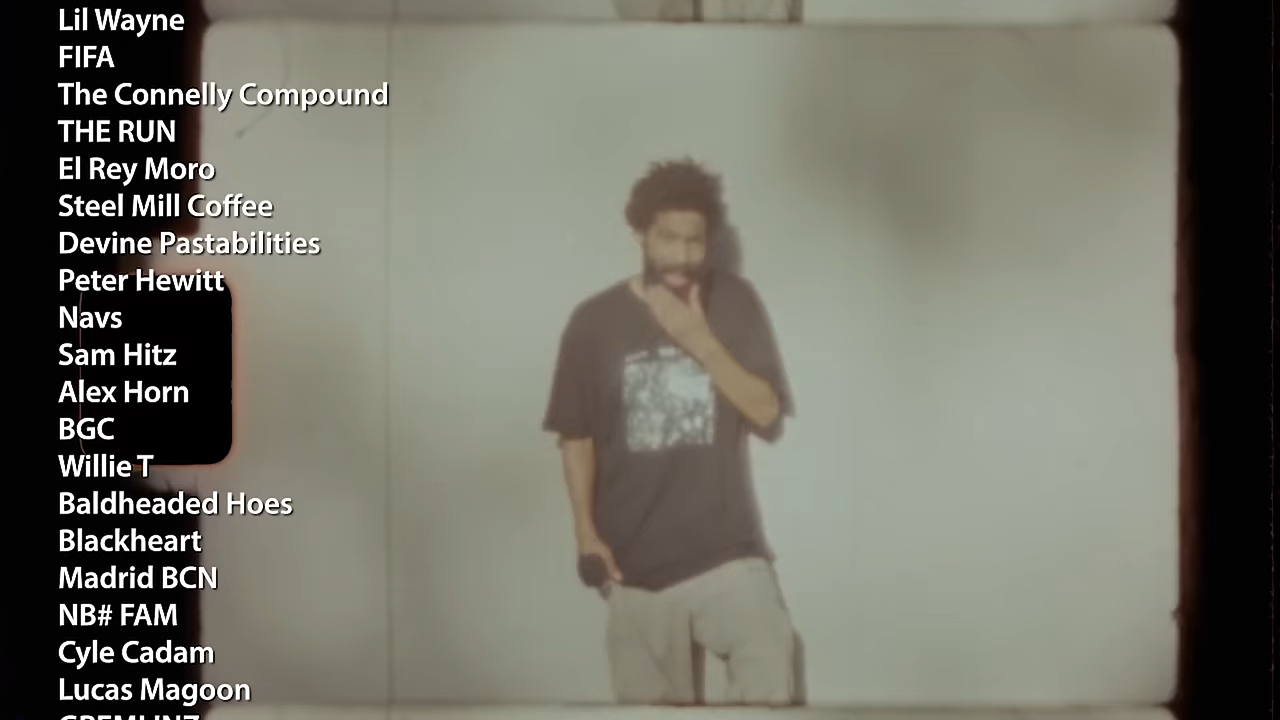 Lil Wayne
FIFA
The Connelly Compound
THE RUN
El Rey Moro
Steel Mill Coffee
Devine Pastabilities
Peter Hewitt
Navs
Sam Hitz
Alex Horn
BGC
Willie T
Baldheaded Hoes
Blackheart
Madrid BCN
NB# FAM
Cyle Cadam
Lucas Magoon
GREMLINZ